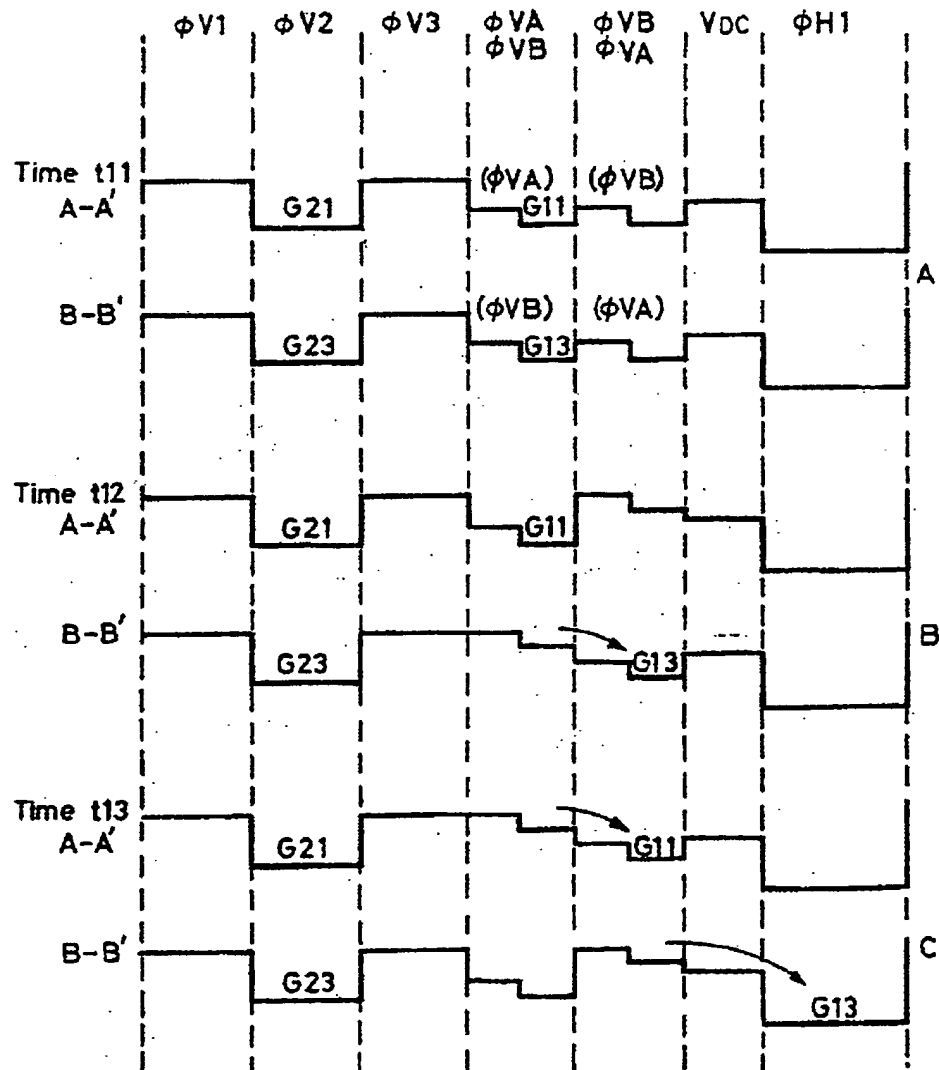 φV1 φV2 φV3 φVA φVB VDC φH1
φVB φVA
Time t11 (φVA) (φVB)
A-A' G21 G11
A
B-B' (φVB) (φVA)
G23 G13
Time t12
A-A' G21 G11
B-B' B
G23 G13
Time t13
A-A' G21 G11
B-B' C
G23 G13